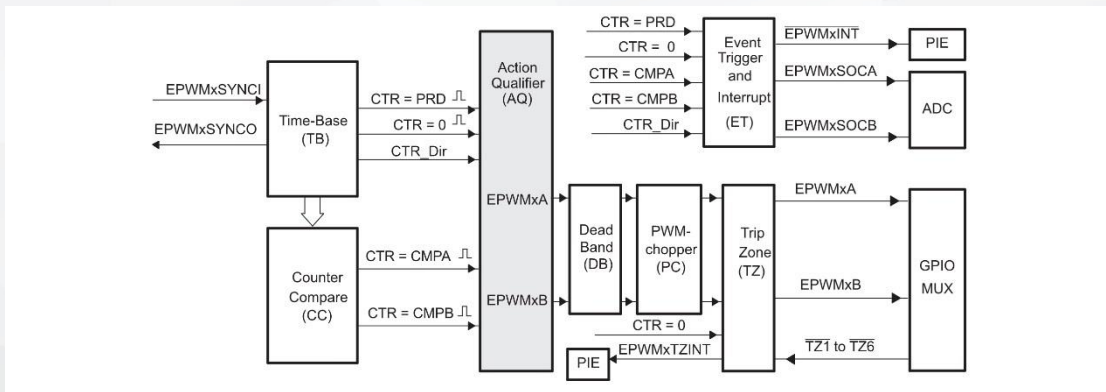 EPWMxSYNCI
EPWMxSYNCO
Time-Base
(TB)
CTR = PRD
CTR = 0
CTR_Dir
Counter
Compare
(CC)
CTR = CMPA
CTR = CMPB
Action
Qualifier
(AQ)
EPWMxA
EPWMxB
CTR = PRD
CTR = 0
CTR = CMPA
CTR = CMPB
CTR_Dir
Event
Trigger
and
Interrupt
(ET)
EPWMxINT
EPWMxSOCA
EPWMxSOCB
PIE
ADC
Dead
Band
(DB)
PWM-
chopper
(PC)
Trip
Zone
(TZ)
EPWMxA
EPWMxB
TZ1 to TZ6
GPIO
MUX
CTR = 0
EPWMxTZINT
PIE